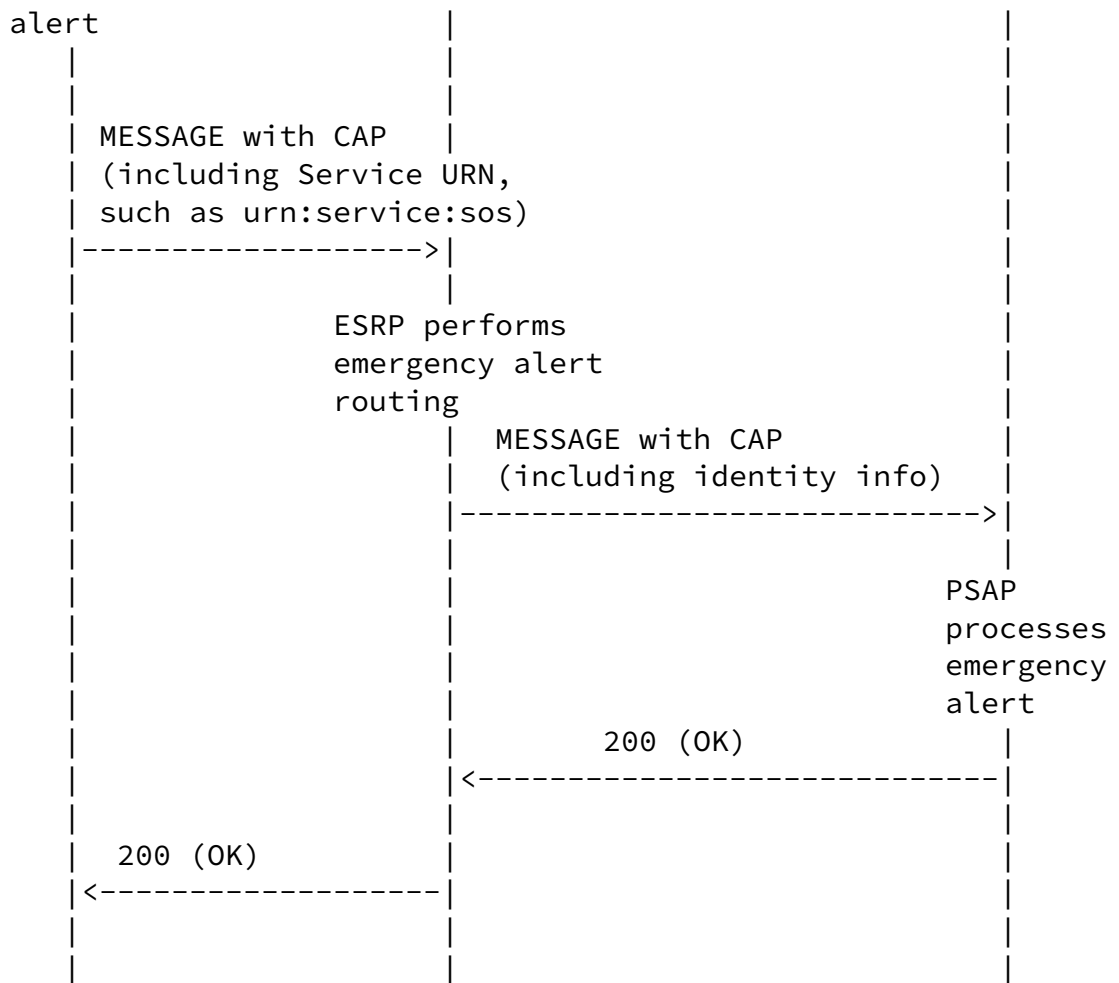 alert
MESSAGE with CAP
(including Service URN,
such as urn:service:sos)
ESRP performs
emergency alert
routing
MESSAGE with CAP
(including identity info)
PSAP
processes
emergency
alert
200 (OK)
200 (OK)